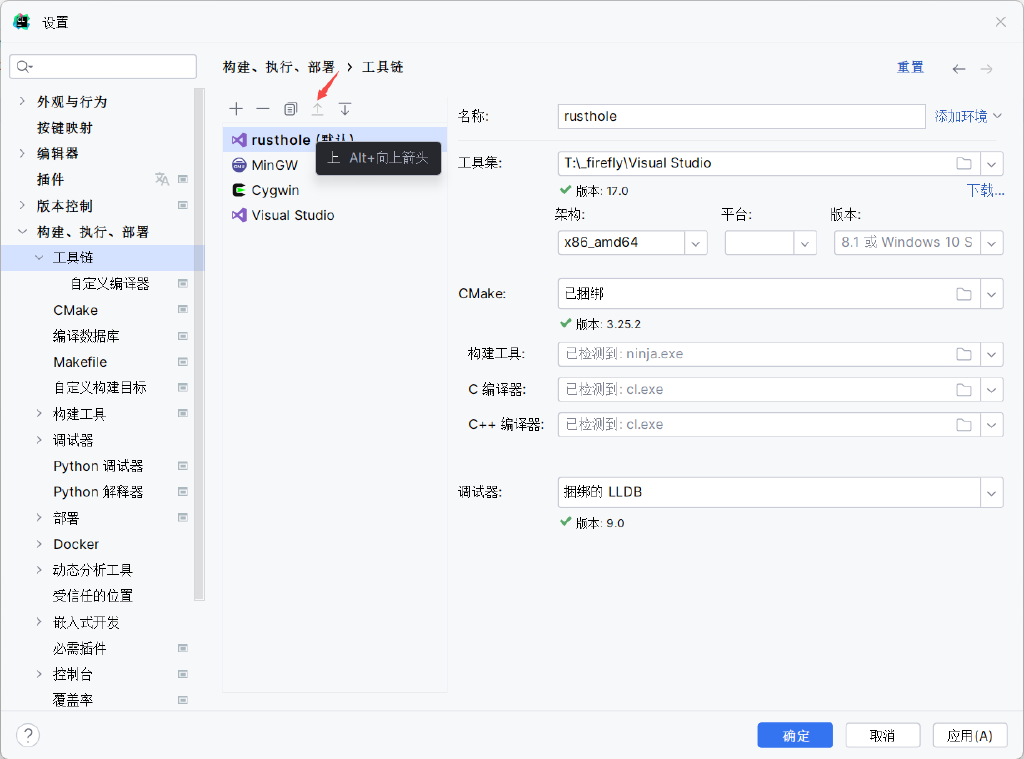 设置
构建、执行、部署 › 工具链
重置
外观与行为
按键映射
编辑器
插件
版本控制
构建、执行、部署
工具链
自定义编译器
CMake
编译数据库
Makefile
自定义构建目标
构建工具
调试器
Python 调试器
Python 解释器
部署
Docker
动态分析工具
受信任的位置
嵌入式开发
必需插件
控制台
覆盖率
rusthole (默认)
上 Alt+向上箭头
MinGW
Cygwin
Visual Studio
名称:
rusthole
添加环境
工具集:
T:\_firefly\Visual Studio
版本: 17.0
下载...
架构:
平台:
版本:
x86_amd64
8.1 或 Windows 10 S
CMake:
已捆绑
版本: 3.25.2
构建工具:
已检测到: ninja.exe
C 编译器:
已检测到: cl.exe
C++ 编译器:
已检测到: cl.exe
调试器:
捆绑的 LLDB
版本: 9.0
?
确定
取消
应用(A)